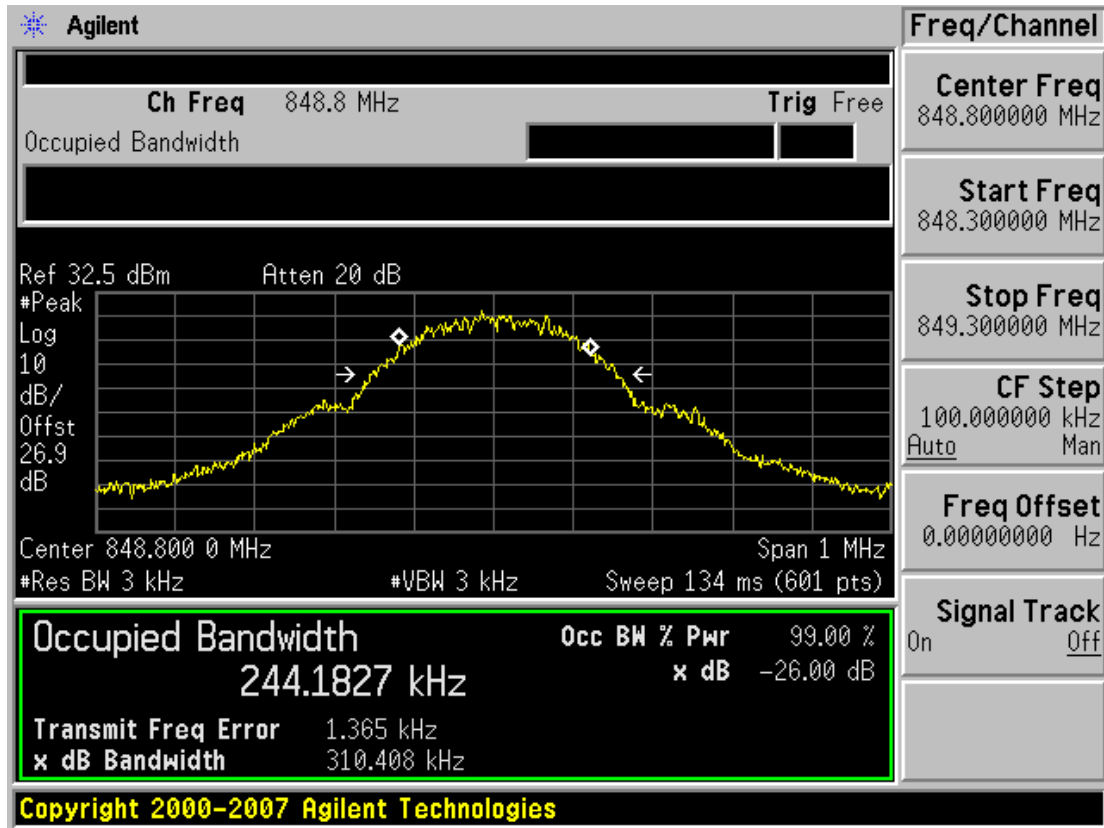 Agilent
Freq/Channel
Ch Freq 848.8 MHz Trig Free
Occupied Bandwidth
Center Freq
848.800000 MHz
Start Freq
848.300000 MHz
Stop Freq
849.300000 MHz
CF Step
100.000000 kHz
Auto Man
Freq Offset
0.00000000 Hz
Signal Track
On Off
Ref 32.5 dBm Atten 20 dB
#Peak
Log
10
dB/
Offst
26.9
dB
Center 848.800 0 MHz Span 1 MHz
#Res BW 3 kHz #VBW 3 kHz Sweep 134 ms (601 pts)
Occupied Bandwidth
244.1827 kHz
Occ BW % Pwr 99.00 %
x dB -26.00 dB
Transmit Freq Error 1.365 kHz
x dB Bandwidth 310.408 kHz
Copyright 2000-2007 Agilent Technologies